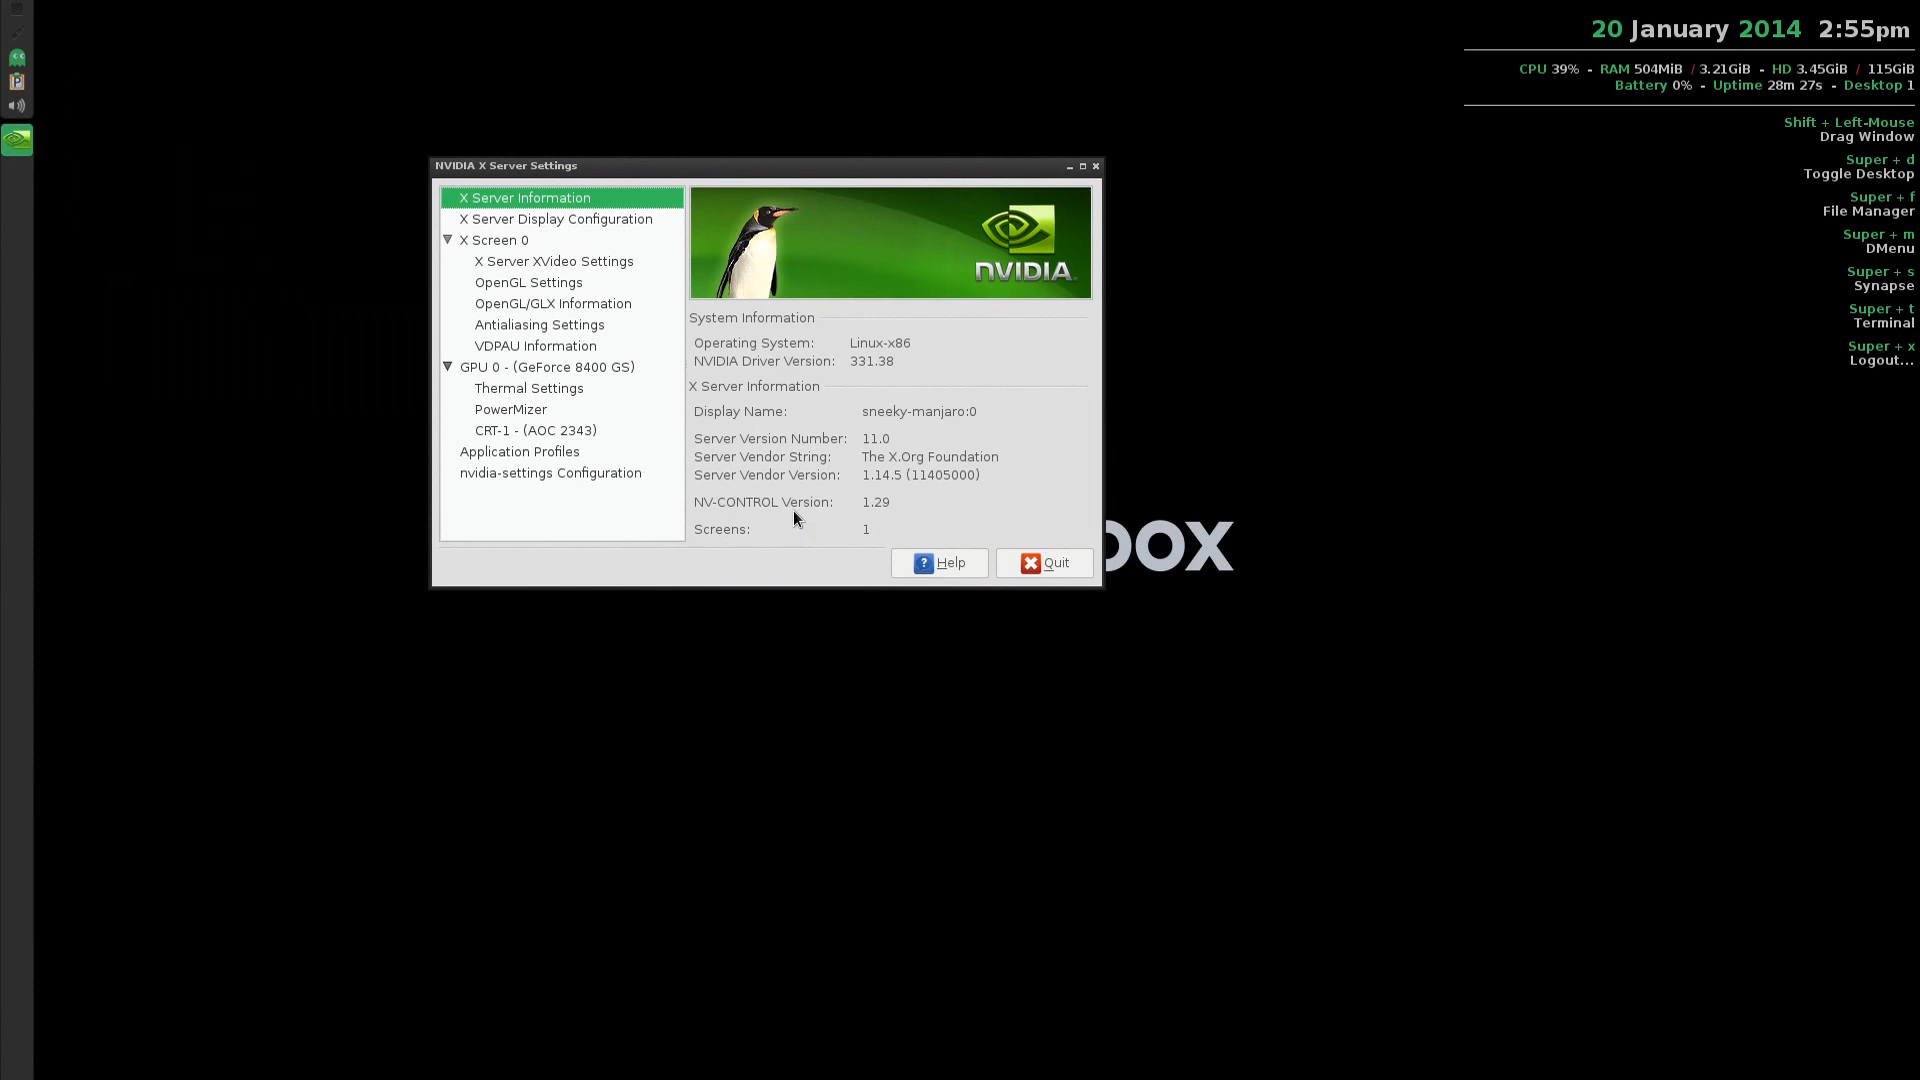 20 January 2014 2:55pm
CPU 39% - RAM 504MiB / 3.21GiB - HD 3.45GiB / 115GiB
Battery 0% - Uptime 28m 27s - Desktop 1
Shift + Left-Mouse
Drag Window
Super + d
Toggle Desktop
Super + f
File Manager
Super + m
DMenu
Super + s
Synapse
Super + t
Terminal
Super + x
Logout...
NVIDIA X Server Settings
X Server Information
X Server Display Configuration
X Screen 0
X Server XVideo Settings
OpenGL Settings
OpenGL/GLX Information
Antialiasing Settings
VDPAU Information
GPU 0 - (GeForce 8400 GS)
Thermal Settings
PowerMizer
CRT-1 - (AOC 2343)
Application Profiles
nvidia-settings Configuration
NVIDIA
System Information
Operating System: Linux-x86
NVIDIA Driver Version: 331.38
X Server Information
Display Name: sneeky-manjaro:0
Server Version Number: 11.0
Server Vendor String: The X.Org Foundation
Server Vendor Version: 1.14.5 (11405000)
NV-CONTROL Version: 1.29
Screens: 1
Help
Quit